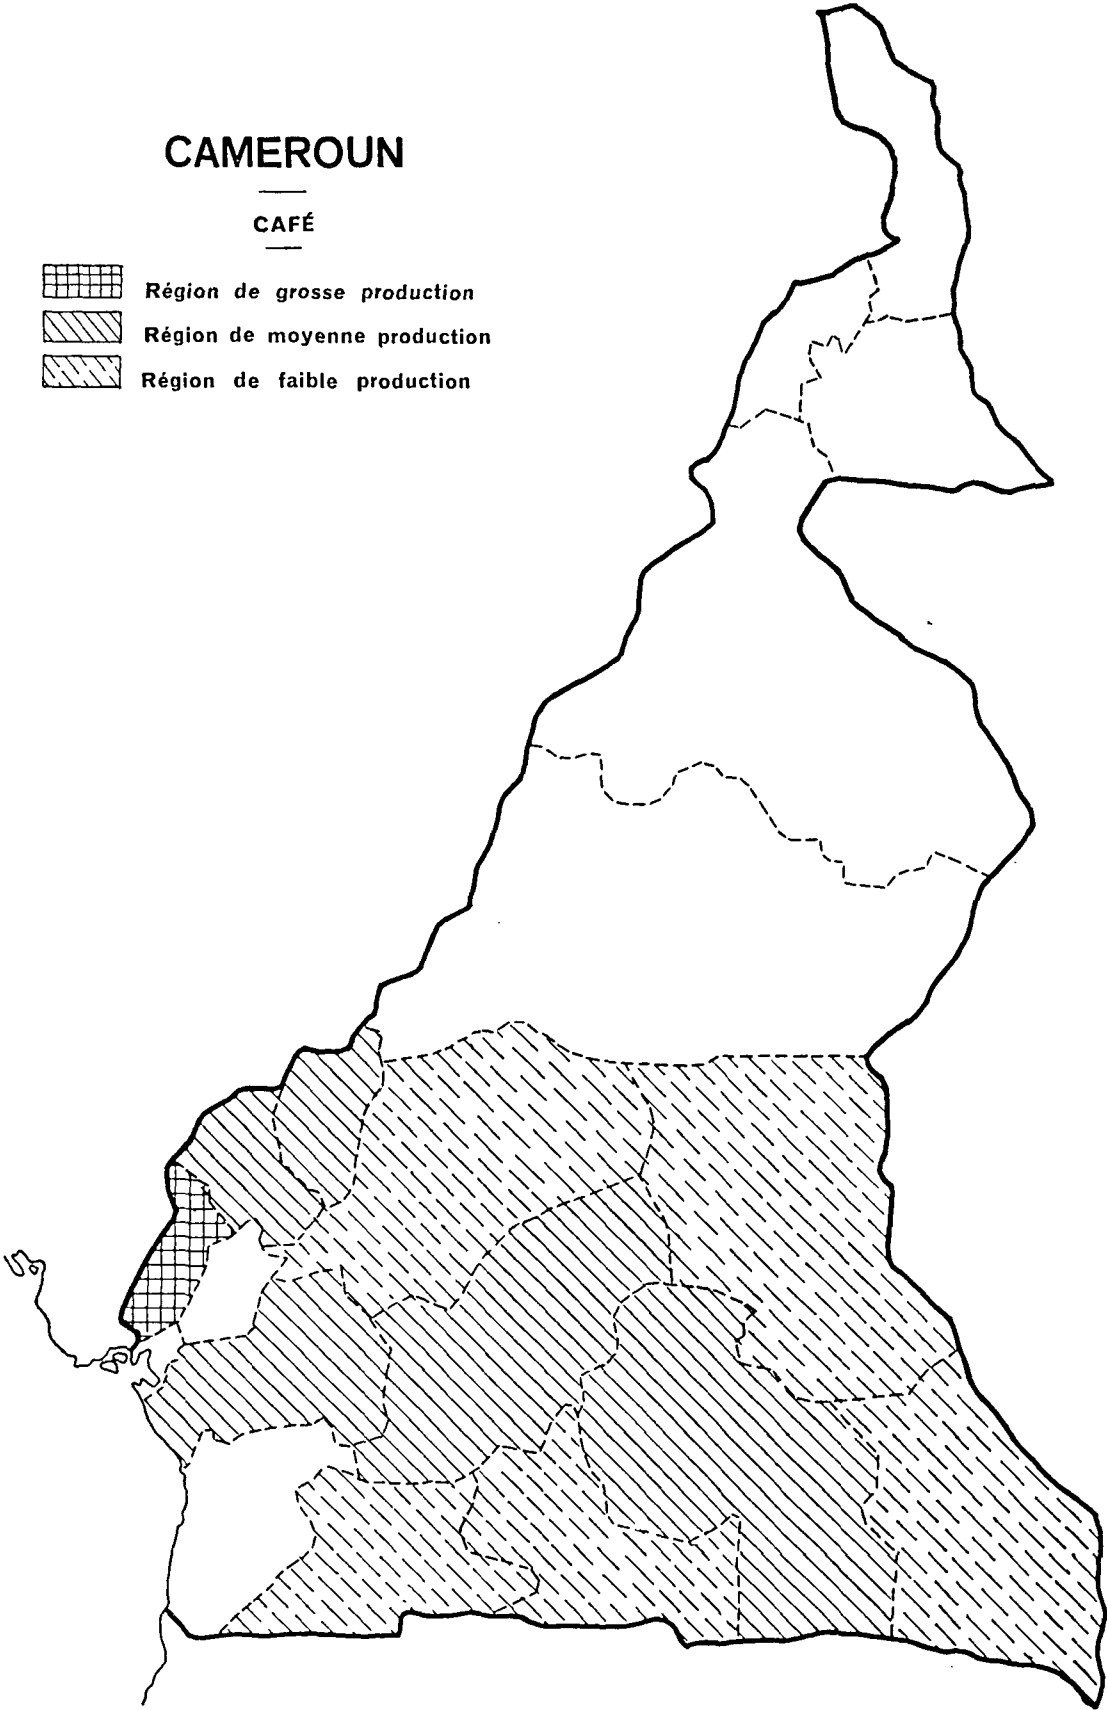 CAMEROUN
CAFÉ
Région de grosse production
Région de moyenne production
Région de faible production